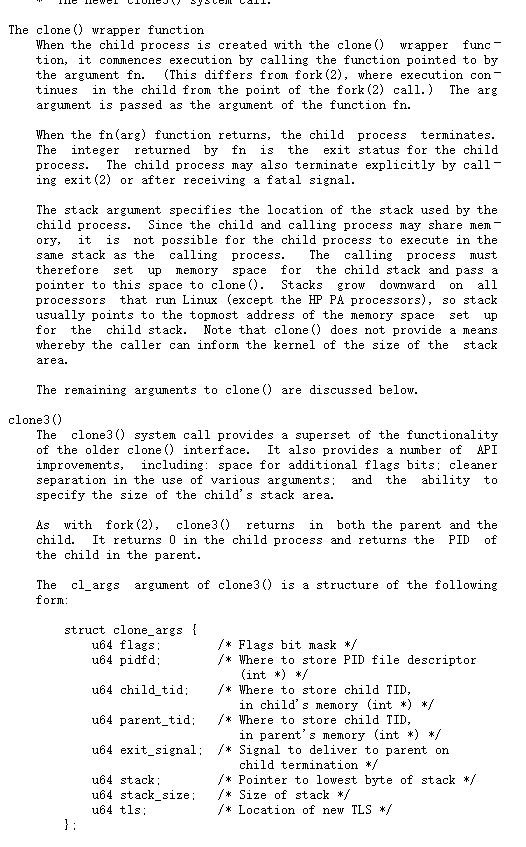 * The newer clone3() system call.
The clone() wrapper function
When the child process is created with the clone() wrapper func-
tion, it commences execution by calling the function pointed to by
the argument fn. (This differs from fork(2), where execution con-
tinues in the child from the point of the fork(2) call.) The arg
argument is passed as the argument of the function fn.
When the fn(arg) function returns, the child process terminates.
The integer returned by fn is the exit status for the child
process. The child process may also terminate explicitly by call-
ing exit(2) or after receiving a fatal signal.
The stack argument specifies the location of the stack used by the
child process. Since the child and calling process may share mem-
ory, it is not possible for the child process to execute in the
same stack as the calling process. The calling process must
therefore set up memory space for the child stack and pass a
pointer to this space to clone(). Stacks grow downward on all
processors that run Linux (except the HP PA processors), so stack
usually points to the topmost address of the memory space set up
for the child stack. Note that clone() does not provide a means
whereby the caller can inform the kernel of the size of the stack
area.
The remaining arguments to clone() are discussed below.
clone3()
The clone3() system call provides a superset of the functionality
of the older clone() interface. It also provides a number of API
improvements, including: space for additional flags bits; cleaner
separation in the use of various arguments; and the ability to
specify the size of the child's stack area.
As with fork(2), clone3() returns in both the parent and the
child. It returns 0 in the child process and returns the PID of
the child in the parent.
The cl_args argument of clone3() is a structure of the following
form:
struct clone_args {
u64 flags; /* Flags bit mask */
u64 pidfd; /* Where to store PID file descriptor
(int *) */
u64 child_tid; /* Where to store child TID,
in child's memory (int *) */
u64 parent_tid; /* Where to store child TID,
in parent's memory (int *) */
u64 exit_signal; /* Signal to deliver to parent on
child termination */
u64 stack; /* Pointer to lowest byte of stack */
u64 stack_size; /* Size of stack */
u64 tls; /* Location of new TLS */
};